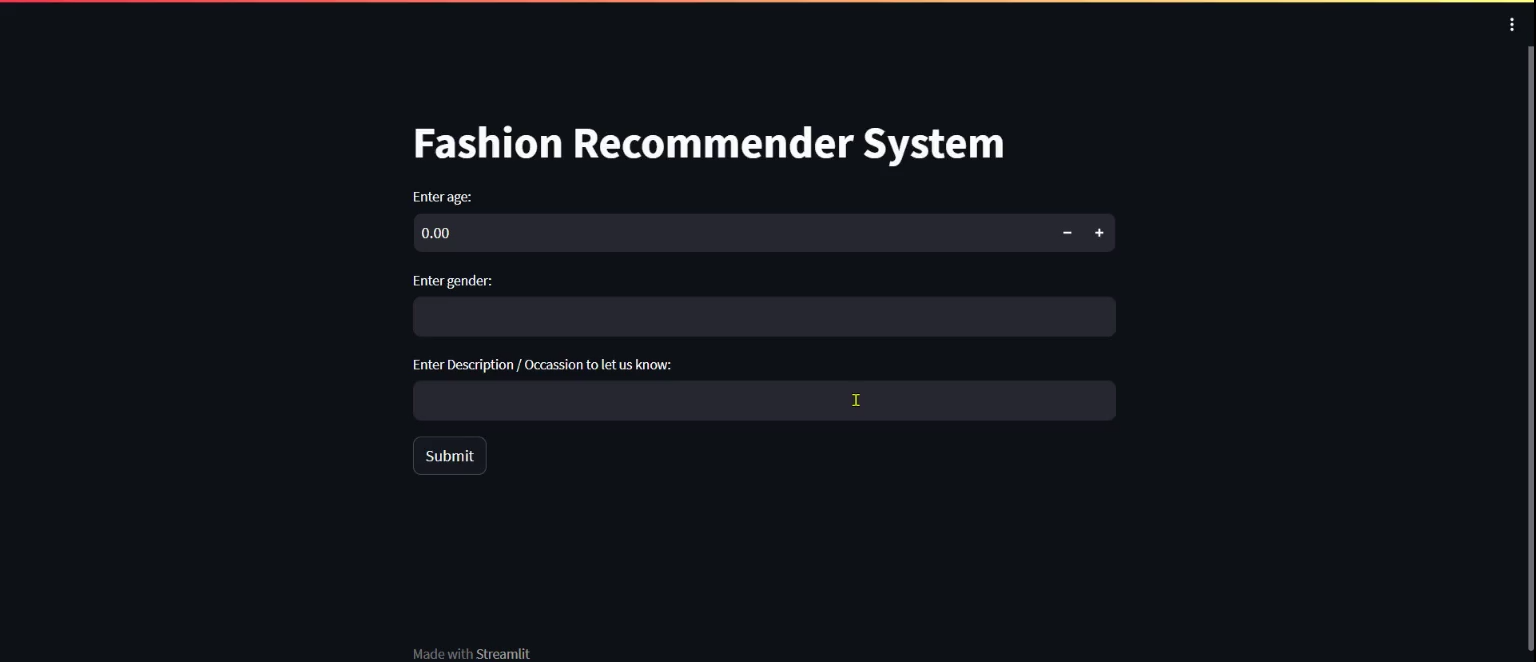 Fashion Recommender System
Enter age:
0.00
Enter gender:
Enter Description / Occassion to let us know:
Submit
Made with Streamlit